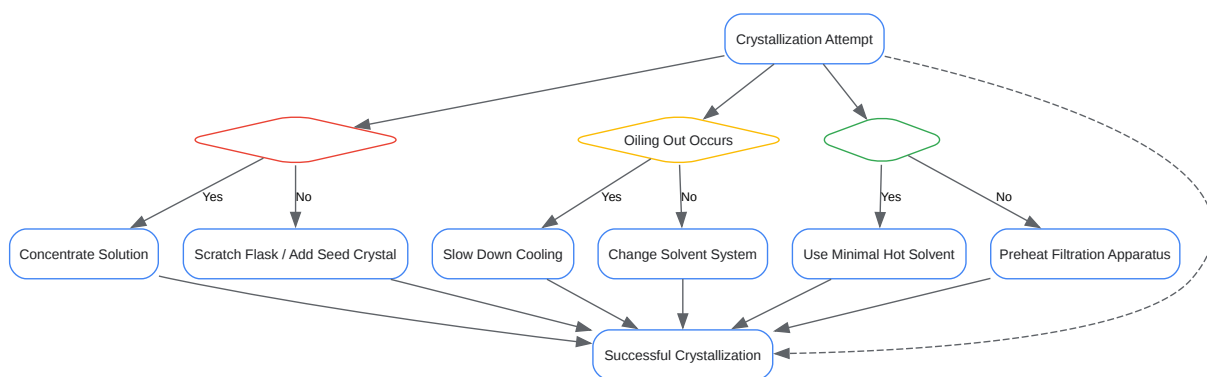 Crystallization Attempt
Oiling Out Occurs
Yes
No
Yes
No
Yes
No
Concentrate Solution
Scratch Flask / Add Seed Crystal
Slow Down Cooling
Change Solvent System
Use Minimal Hot Solvent
Preheat Filtration Apparatus
Successful Crystallization